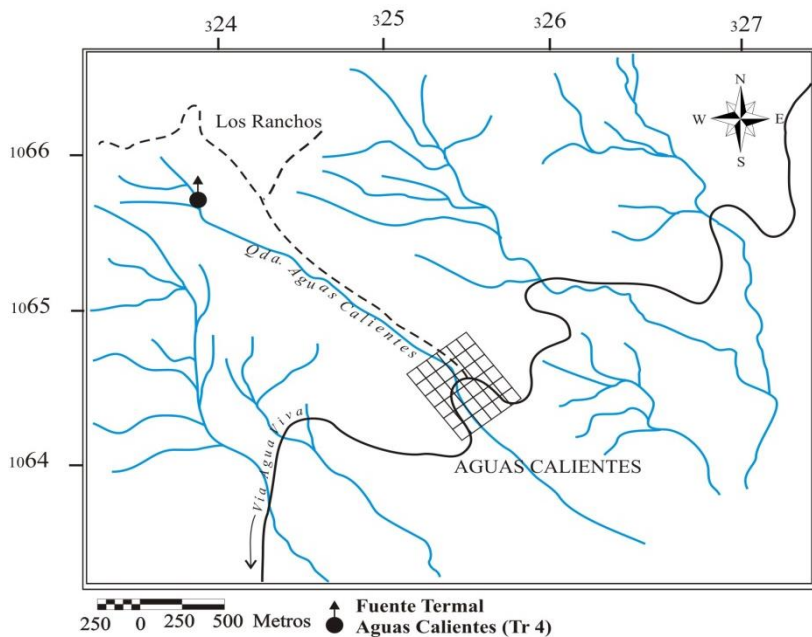 324 325 326 327
N
W E
S
1066
1065
1064
Los Ranchos
Qda. Aguas Calientes
Via Agua Viva
AGUAS CALIENTES
250 0 250 500 Metros
Fuente Termal
Aguas Calientes (Tr 4)